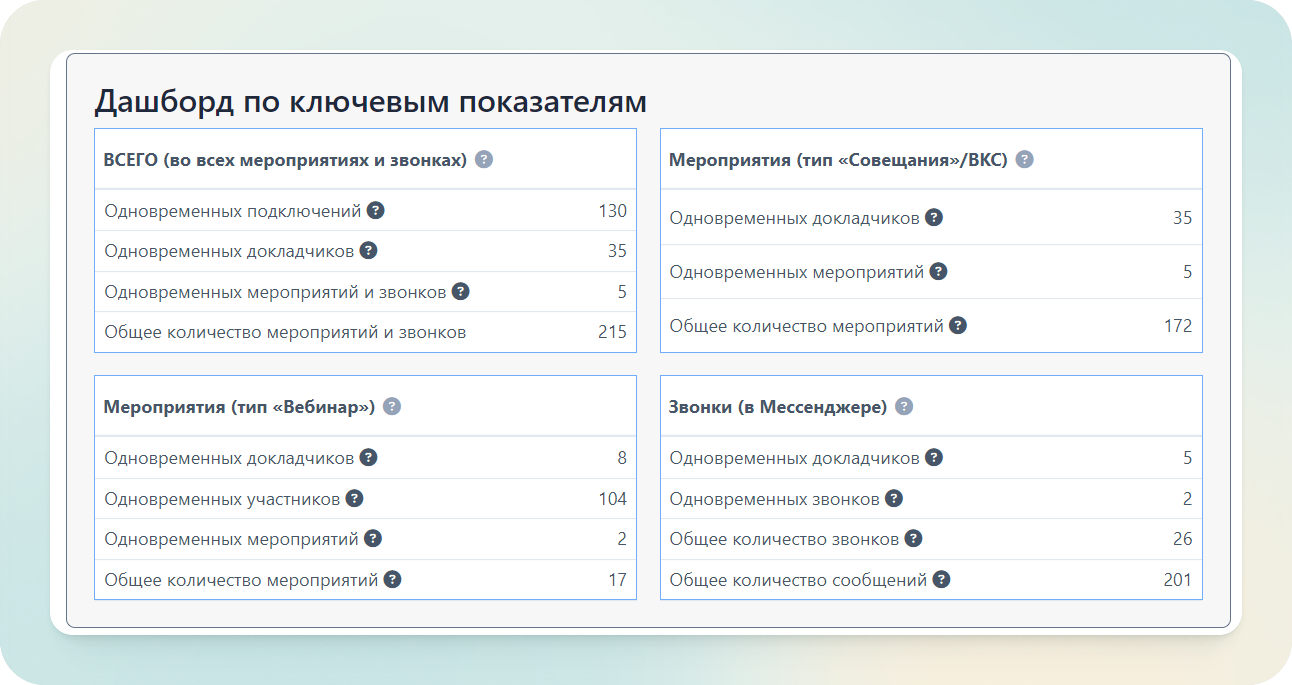 Дашборд по ключевым показателям
ВСЕГО (во всех мероприятиях и звонках) ?
Одновременных подключений ? 130
Одновременных докладчиков ? 35
Одновременных мероприятий и звонков ? 5
Общее количество мероприятий и звонков 215
Мероприятия (тип «Совещания»/ВКС) ?
Одновременных докладчиков ? 35
Одновременных мероприятий ? 5
Общее количество мероприятий ? 172
Мероприятия (тип «Вебинар») ?
Одновременных докладчиков ? 8
Одновременных участников ? 104
Одновременных мероприятий ? 2
Общее количество мероприятий ? 17
Звонки (в Мессенджере) ?
Одновременных докладчиков ? 5
Одновременных звонков ? 2
Общее количество звонков ? 26
Общее количество сообщений ? 201